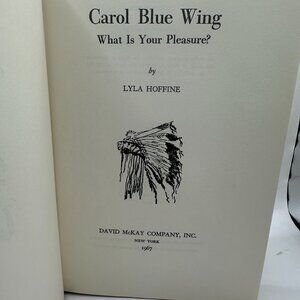 Carol Blue Wing
What Is Your Pleasure?
by
LYLA HOFFINE
DAVID McKAY COMPANY, INC.
NEW YORK
1967